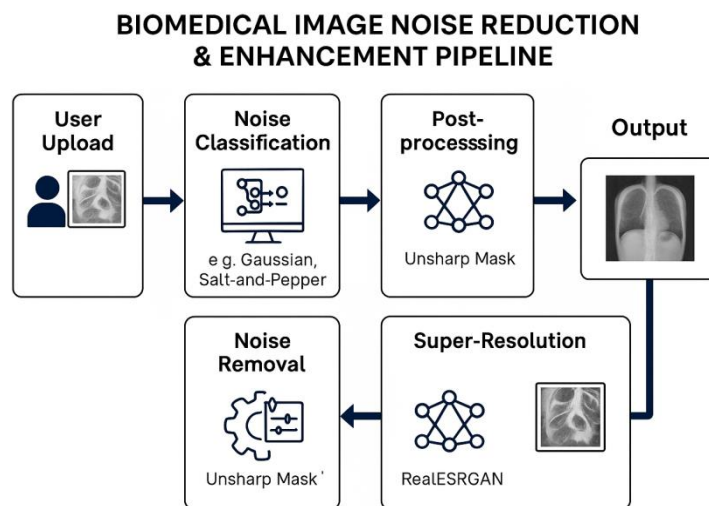 BIOMEDICAL IMAGE NOISE REDUCTION
& ENHANCEMENT PIPELINE
User
Upload
Noise
Classification
e g. Gaussian,
Salt-and-Pepper
Post-
processsing
Unsharp Mask
Output
Noise
Removal
Unsharp Mask '
Super-Resolution
RealESRGAN